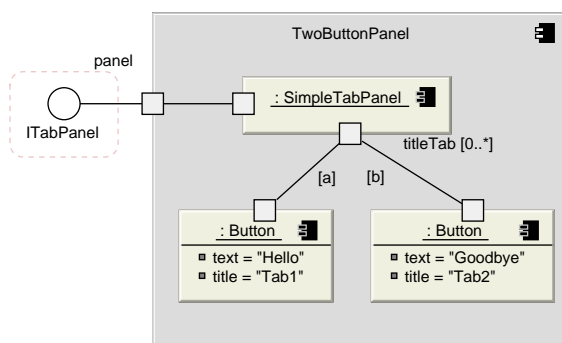 TwoButtonPanel
panel
: SimpleTabPanel
ITabPanel
titleTab [0..*]
[a]
[b]
: Button
text = "Hello"
title = "Tab1"
: Button
text = "Goodbye"
title = "Tab2"